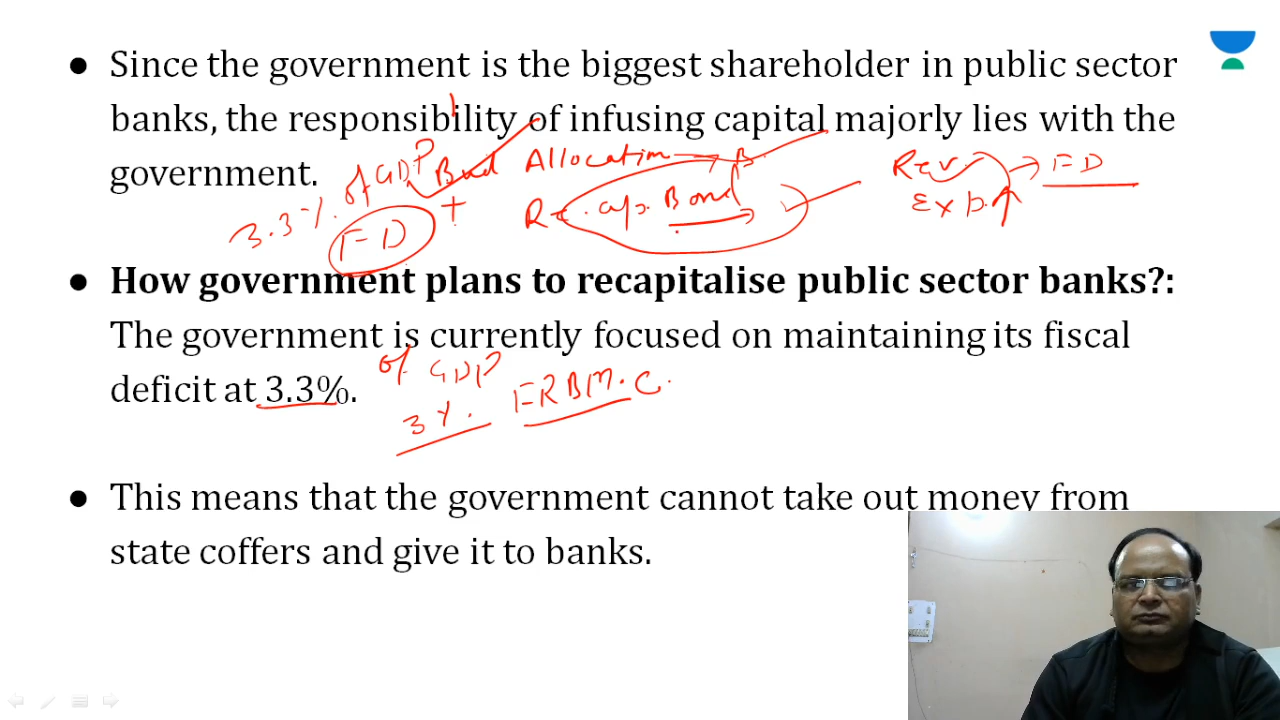 ● Since the government is the biggest shareholder in public sector
banks, the responsibility of infusing capital majorly lies with the
government.
3.3 %. of GDP
Bud Allocation → B
+
Re. cap. Bond
F D
Rev
Exp. ↑
→ F D
● How government plans to recapitalise public sector banks?:
The government is currently focused on maintaining its fiscal
deficit at 3.3%.
of GDP
3 %.
FRBM. C.
● This means that the government cannot take out money from
state coffers and give it to banks.